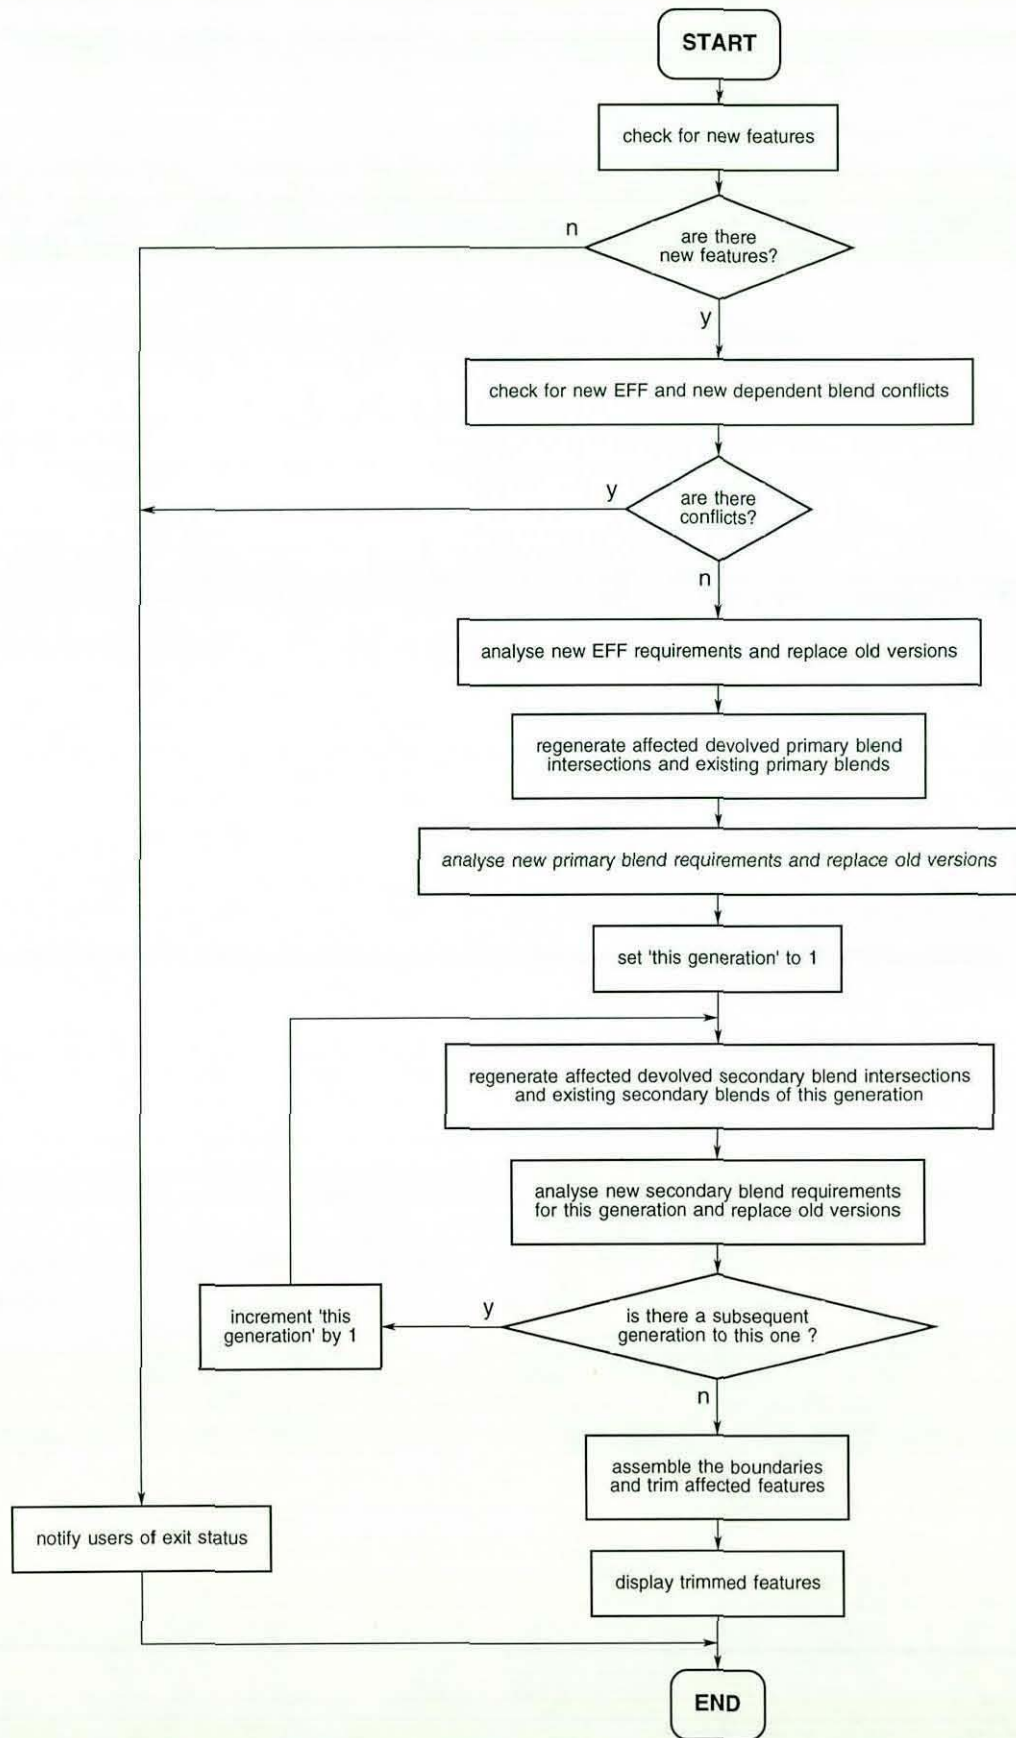 START
check for new features
n
are there
new features?
y
check for new EFF and new dependent blend conflicts
y
are there
conflicts?
n
analyse new EFF requirements and replace old versions
regenerate affected devolved primary blend
intersections and existing primary blends
analyse new primary blend requirements and replace old versions
set 'this generation' to 1
regenerate affected devolved secondary blend intersections
and existing secondary blends of this generation
analyse new secondary blend requirements
for this generation and replace old versions
increment 'this
generation' by 1
y
is there a subsequent
generation to this one ?
n
assemble the boundaries
and trim affected features
notify users of exit status
display trimmed features
END